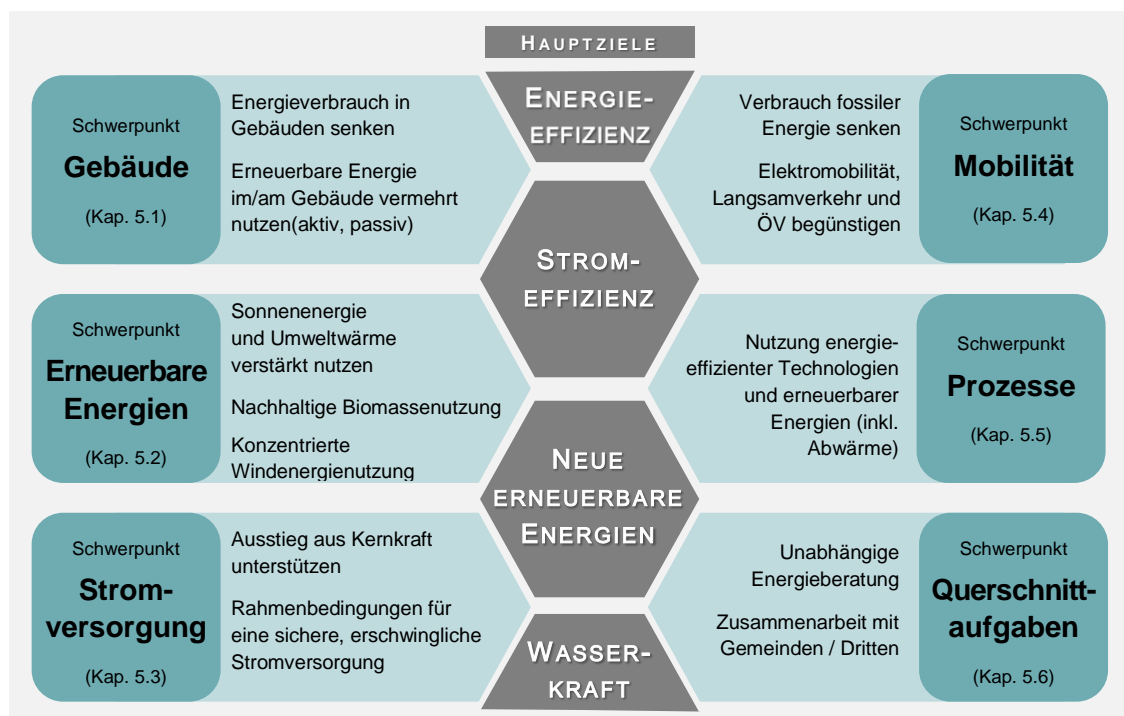 HAUPTZIELE
ENERGIE-
EFFIZIENZ
STROM-
EFFIZIENZ
NEUE
ERNEUERBARE
ENERGIEN
WASSER-
KRAFT
Schwerpunkt
Gebäude
(Kap. 5.1)
Energieverbrauch in
Gebäuden senken
Erneuerbare Energie
im/am Gebäude vermehrt
nutzen(aktiv, passiv)
Schwerpunkt
Erneuerbare
Energien
(Kap. 5.2)
Sonnenenergie
und Umweltwärme
verstärkt nutzen
Nachhaltige Biomassenutzung
Konzentrierte
Windenergienutzung
Schwerpunkt
Strom-
versorgung
(Kap. 5.3)
Ausstieg aus Kernkraft
unterstützen
Rahmenbedingungen für
eine sichere, erschwingliche
Stromversorgung
Verbrauch fossiler
Energie senken
Elektromobilität,
Langsamverkehr und
ÖV begünstigen
Schwerpunkt
Mobilität
(Kap. 5.4)
Nutzung energie-
effizienter Technologien
und erneuerbarer
Energien (inkl.
Abwärme)
Schwerpunkt
Prozesse
(Kap. 5.5)
Unabhängige
Energieberatung
Zusammenarbeit mit
Gemeinden / Dritten
Schwerpunkt
Querschnitt-
aufgaben
(Kap. 5.6)